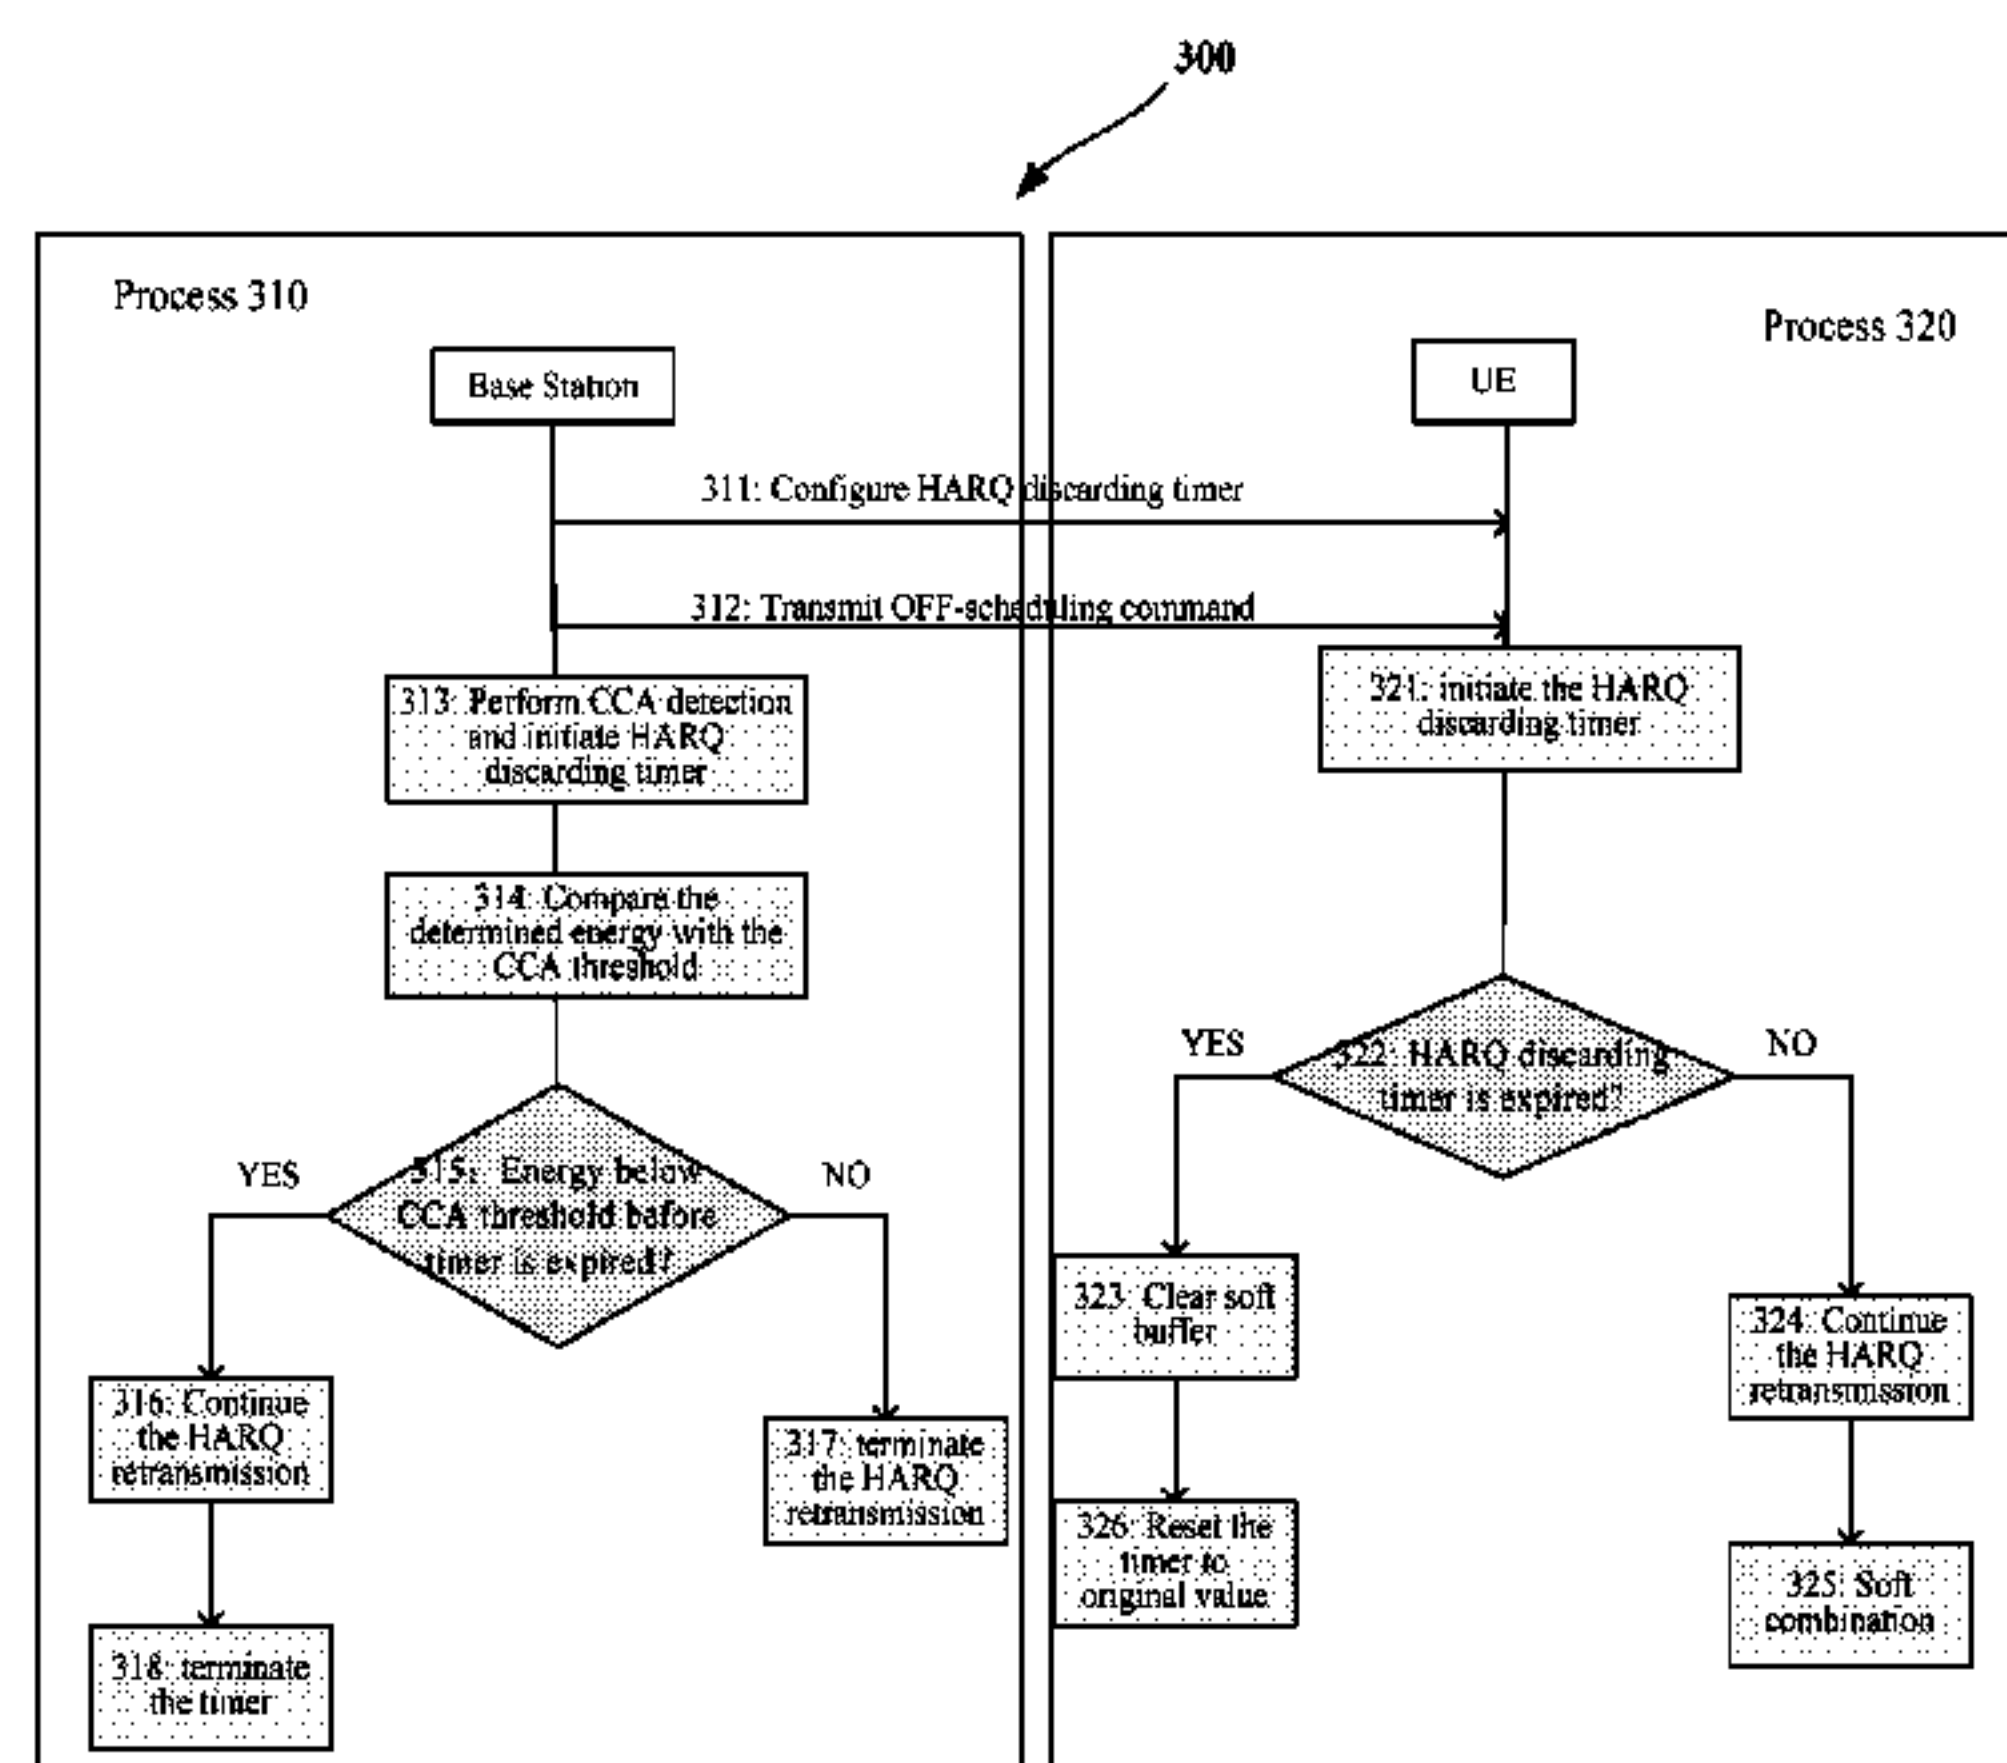 300
Process 310
Process 320
Base Station
UE
311: Configure HARQ discarding timer
312: Transmit OFF-scheduling command
313: Perform CCA detection
and initiate HARQ
discarding timer
321: initiate the HARQ
discarding timer
314: Compare the
determined energy with the
CCA threshold
YES
322: HARQ discarding
timer is expired?
NO
YES
315: Energy below
CCA threshold before
timer is expired?
NO
323: Clear soft
buffer
324: Continue
the HARQ
retransmission
316: Continue
the HARQ
retransmission
317: terminate
the HARQ
retransmission
326: Reset the
timer to
original value
325: Soft
combination
318: terminate
the timer